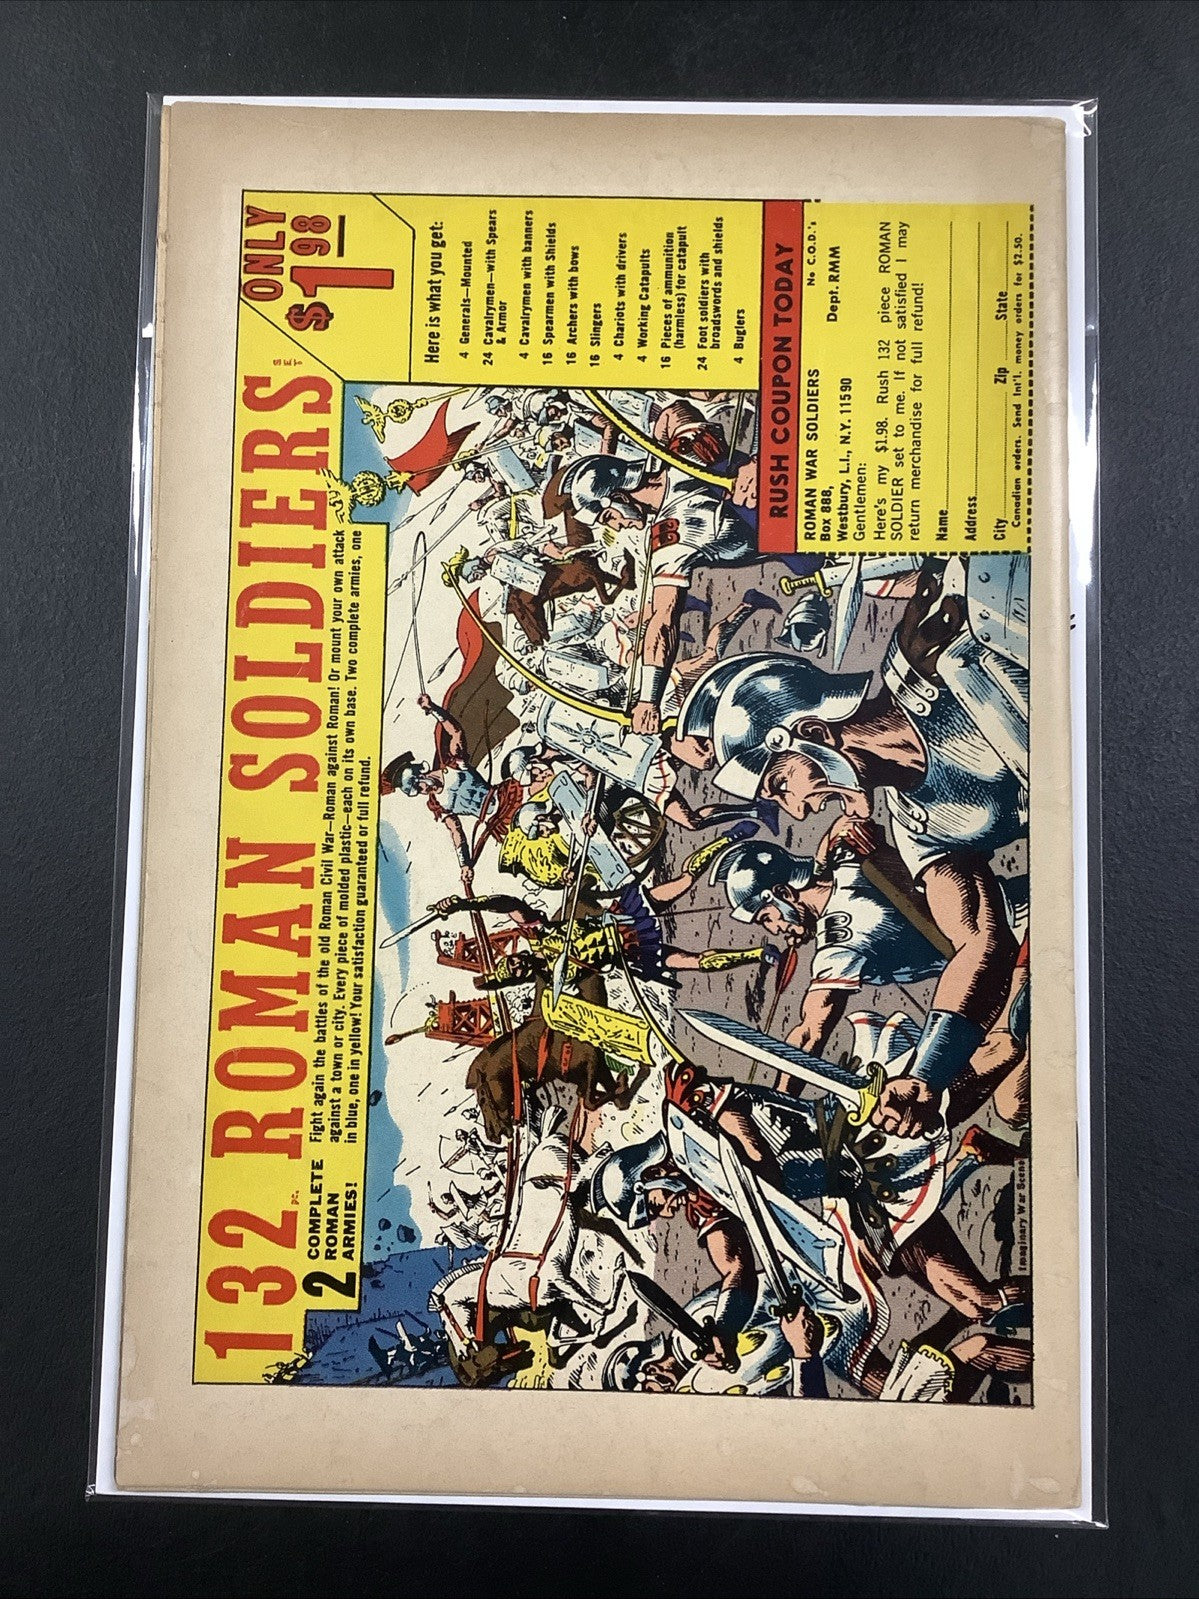 132 PC. ROMAN SOLDIERS SET
ONLY
$1.98
2 COMPLETE
ROMAN
ARMIES!
Fight again the battles of the old Roman Civil War—Roman against Roman! Or mount your own attack
against a town or city. Every piece of molded plastic—each on its own base. Two complete armies, one
in blue, one in yellow! Your satisfaction guaranteed or full refund.
Here is what you get:
4 Generals—Mounted
24 Cavalrymen—with Spears
& Armor
4 Cavalrymen with banners
16 Spearmen with Shields
16 Archers with bows
16 Slingers
4 Chariots with drivers
4 Working Catapults
16 Pieces of ammunition
(harmless) for catapult
24 Foot soldiers with
broadswords and shields
4 Buglers
RUSH COUPON TODAY
ROMAN WAR SOLDIERS No C.O.D.'s
Box 888, Dept. RMM
Westbury, L.I., N.Y. 11590
Gentlemen:
Here's my $1.98. Rush 132 piece ROMAN
SOLDIER set to me. If not satisfied I may
return merchandise for full refund!
Name
Address
City Zip State
Canadian orders. Send Int'l. money orders for $2.50.
Imaginary War Scene